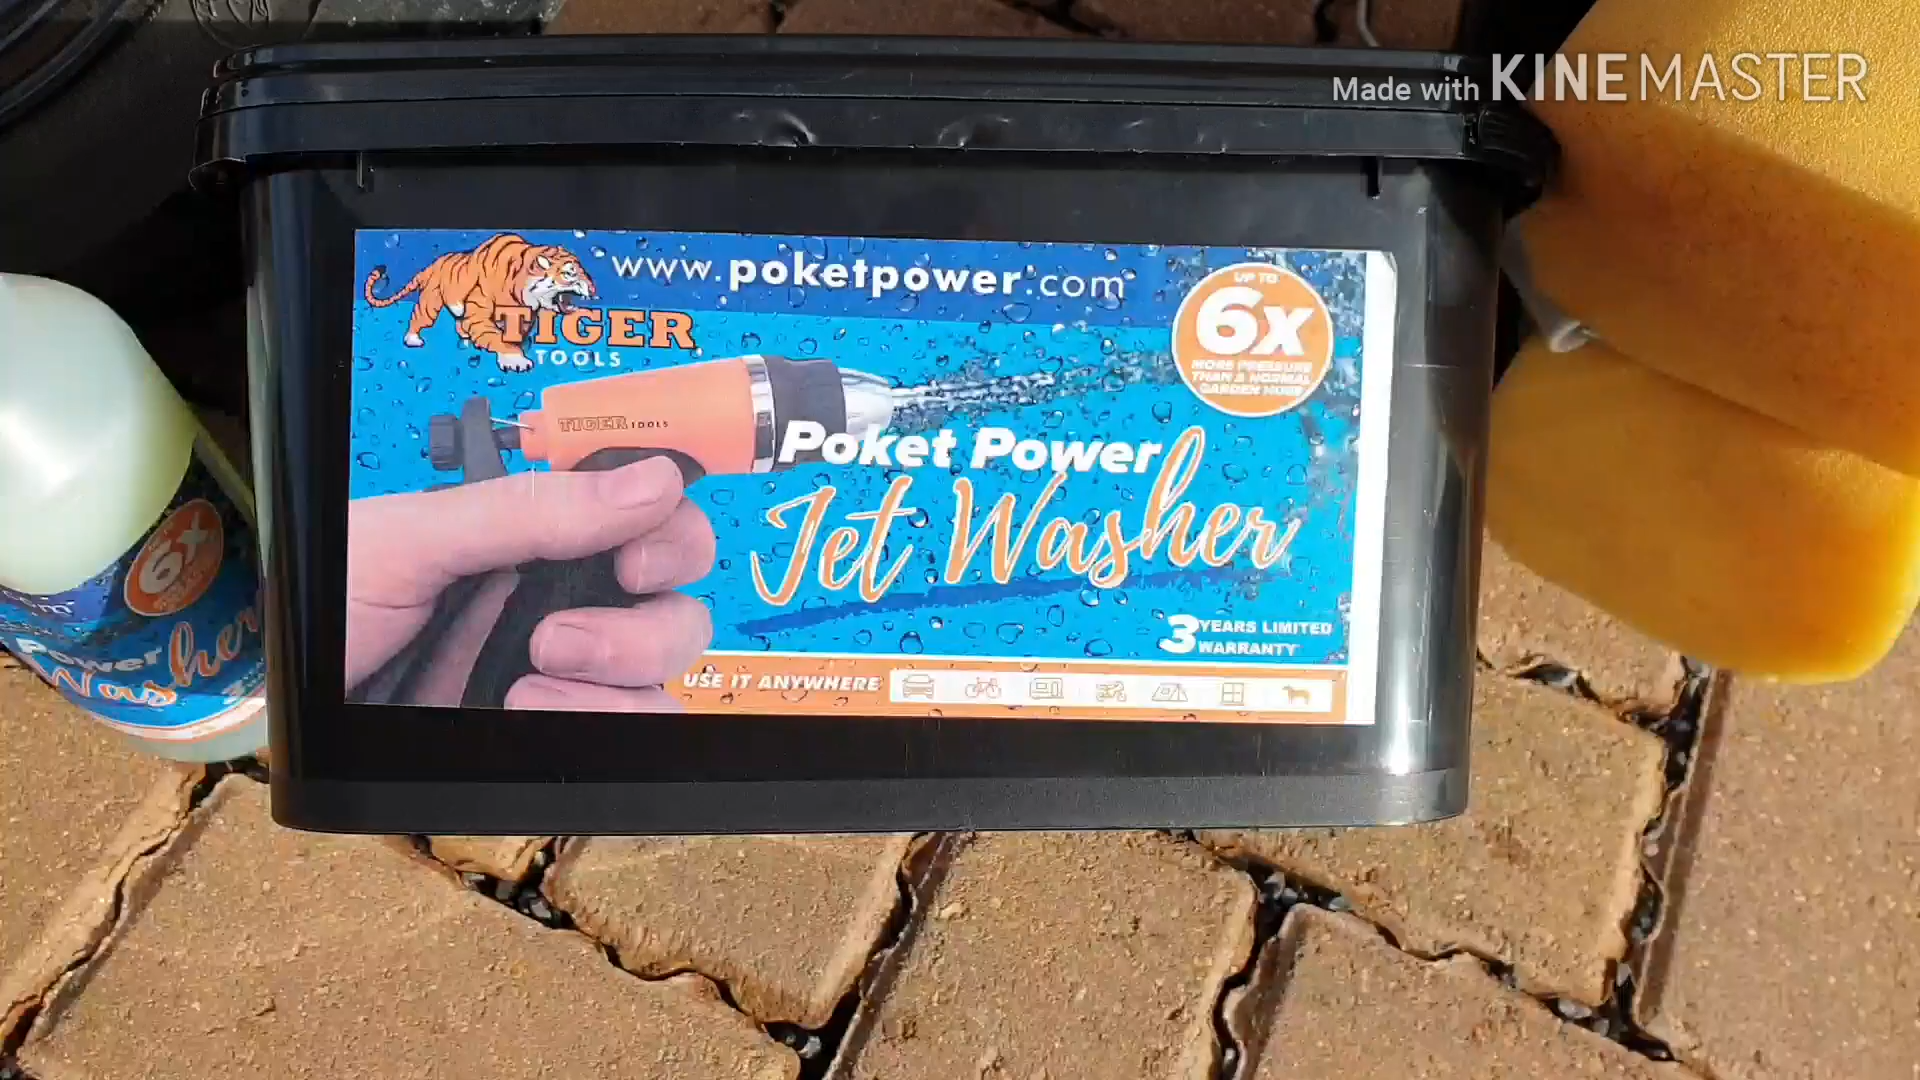 Made with KINEMASTER
www.poketpower.com
TIGER
TOOLS
UP TO
6x
MORE PRESSURE
THAN A NORMAL
GARDEN HOSE
TIGER TOOLS
Poket Power
Jet Washer
3 YEARS LIMITED
WARRANTY
USE IT ANYWHERE
6x
.com
Power
Washer